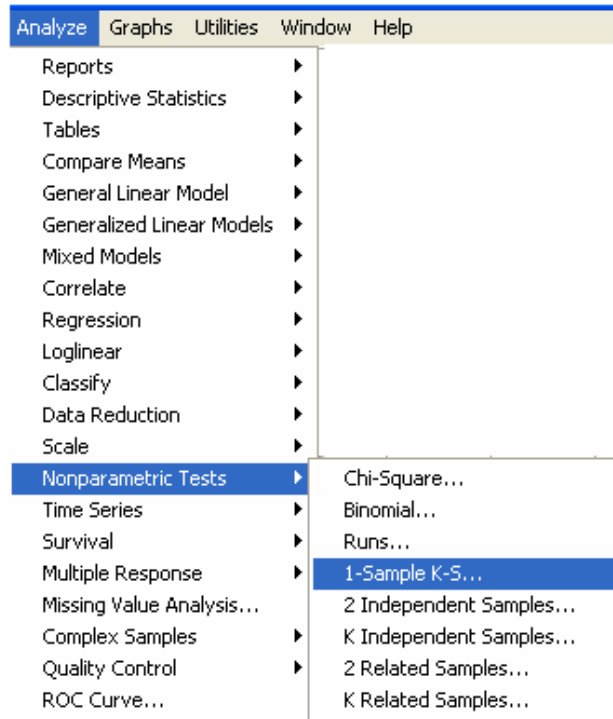 Analyze Graphs Utilities Window Help
Reports
Descriptive Statistics
Tables
Compare Means
General Linear Model
Generalized Linear Models
Mixed Models
Correlate
Regression
Loglinear
Classify
Data Reduction
Scale
Nonparametric Tests
Time Series
Survival
Multiple Response
Missing Value Analysis...
Complex Samples
Quality Control
ROC Curve...
Chi-Square...
Binomial...
Runs...
1-Sample K-S...
2 Independent Samples...
K Independent Samples...
2 Related Samples...
K Related Samples...